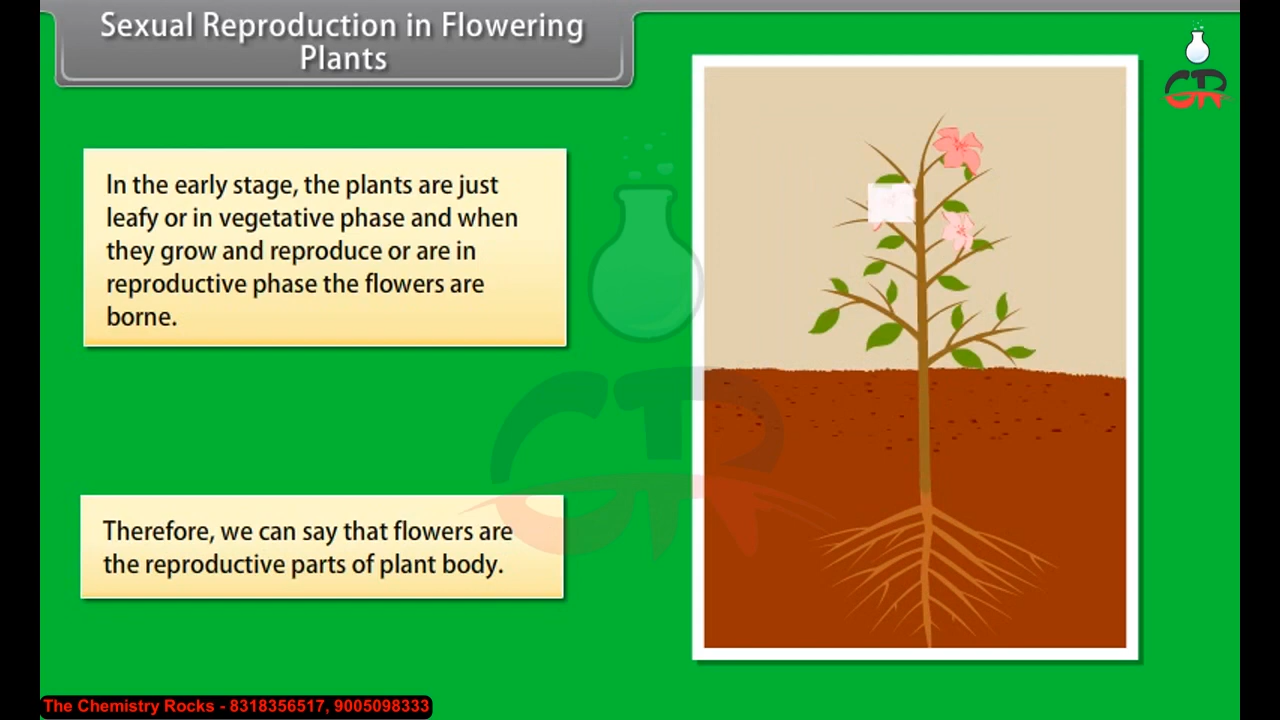 Sexual Reproduction in Flowering
Plants
In the early stage, the plants are just
leafy or in vegetative phase and when
they grow and reproduce or are in
reproductive phase the flowers are
borne.
Therefore, we can say that flowers are
the reproductive parts of plant body.
The Chemistry Rocks - 8318356517, 9005098333